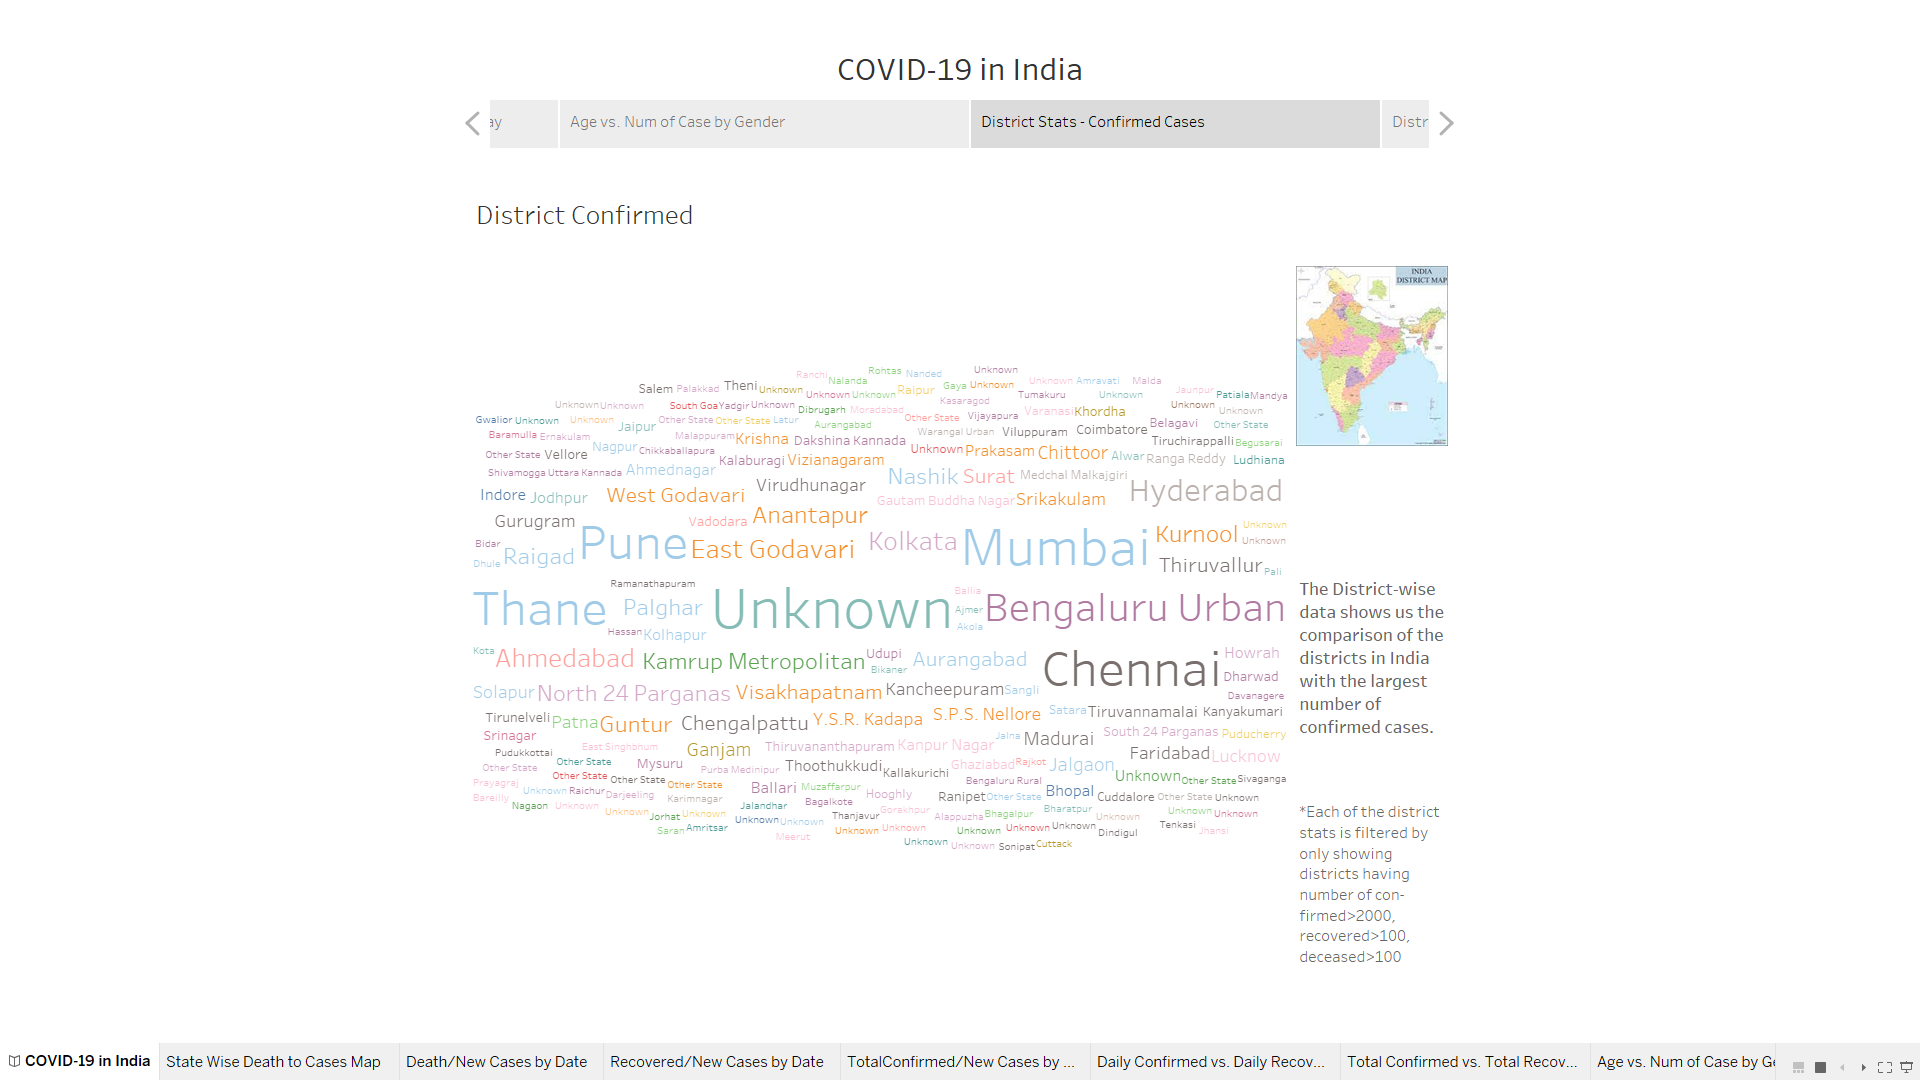 COVID-19 in India
ay
Age vs. Num of Case by Gender
District Stats - Confirmed Cases
Distr
District Confirmed
INDIA
DISTRICT MAP
Ranchi Rohtas Nanded Unknown
Salem Palakkad Theni Unknown Nalanda Raipur Gaya Unknown Unknown Amravati Malda
Unknown Unknown Kasaragod Tumakuru Unknown Jaunpur Patiala Mandya
Unknown Unknown South Goa Yadgir Unknown Dibrugarh Moradabad Varanasi Khordha Unknown Unknown
Gwalior Unknown Unknown Jaipur Other State Other State Latur Aurangabad Other State Vijayapura Belagavi Other State
Baramulla Ernakulam Malappuram Krishna Dakshina Kannada Warangal Urban Viluppuram Coimbatore Tiruchirappalli Begusarai
Other State Vellore Nagpur Chikkaballapura Unknown Prakasam Chittoor Alwar Ranga Reddy Ludhiana
Shivamogga Uttara Kannada Ahmednagar Kalaburagi Vizianagaram
Nashik Surat Medchal Malkajgiri
Indore Jodhpur West Godavari Virudhunagar Gautam Buddha Nagar Srikakulam Hyderabad
Gurugram Vadodara Anantapur
Bidar Pune East Godavari Kolkata Mumbai Kurnool Unknown
Unknown
Dhule Raigad Thiruvallur Pali
Ramanathapuram
Thane Palghar Unknown Ballia
Ajmer
Akola Bengaluru Urban
Hassan Kolhapur
Kota Ahmedabad Kamrup Metropolitan Udupi
Bikaner Aurangabad Chennai Howrah
Dharwad
Solapur North 24 Parganas Visakhapatnam Kancheepuram Sangli Davanagere
Tirunelveli Patna Guntur Chengalpattu Y.S.R. Kadapa S.P.S. Nellore Satara Tiruvannamalai Kanyakumari
Srinagar Jalna Madurai South 24 Parganas Puducherry
Pudukkottai East Singhbhum Ganjam Thiruvananthapuram Kanpur Nagar Faridabad Lucknow
Other State Other State Mysuru Purba Medinipur Thoothukkudi Kallakurichi Ghaziabad Rajkot Jalgaon
Other State Other State Unknown Other State Sivaganga
Prayagraj Unknown Raichur Darjeeling Other State Ballari Muzaffarpur Hooghly Bengaluru Rural Bhopal
Bareilly Nagaon Unknown Karimnagar Jalandhar Bagalkote Ranipet Other State Cuddalore Other State Unknown
Unknown Jorhat Unknown Gorakhpur Bhagalpur Bharatpur Unknown Unknown
Saran Amritsar Unknown Unknown Thanjavur Alappuzha Unknown
Meerut Unknown Unknown Unknown Unknown Unknown Dindigul Tenkasi Jhansi
Unknown Unknown Sonipat Cuttack
The District-wise
data shows us the
comparison of the
districts in India
with the largest
number of
confirmed cases.
*Each of the district
stats is filtered by
only showing
districts having
number of con-
firmed>2000,
recovered>100,
deceased>100
COVID-19 in India
State Wise Death to Cases Map
Death/New Cases by Date
Recovered/New Cases by Date
TotalConfirmed/New Cases by ...
Daily Confirmed vs. Daily Recov...
Total Confirmed vs. Total Recov...
Age vs. Num of Case by Ge